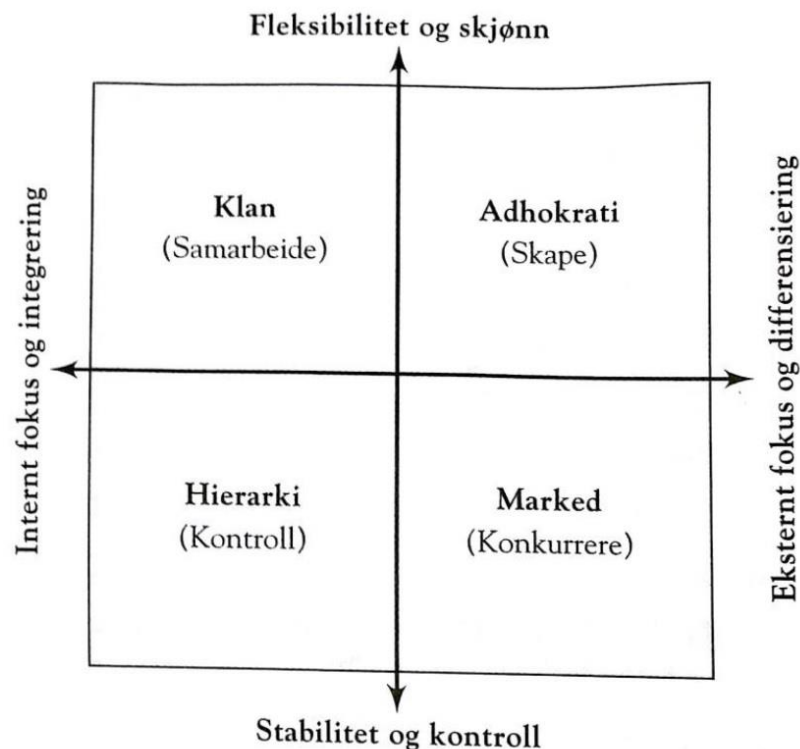 Fleksibilitet og skjønn
Internt fokus og integrering
Klan
(Samarbeide)
Adhokrati
(Skape)
Hierarki
(Kontroll)
Marked
(Konkurrere)
Eksternt fokus og differensiering
Stabilitet og kontroll